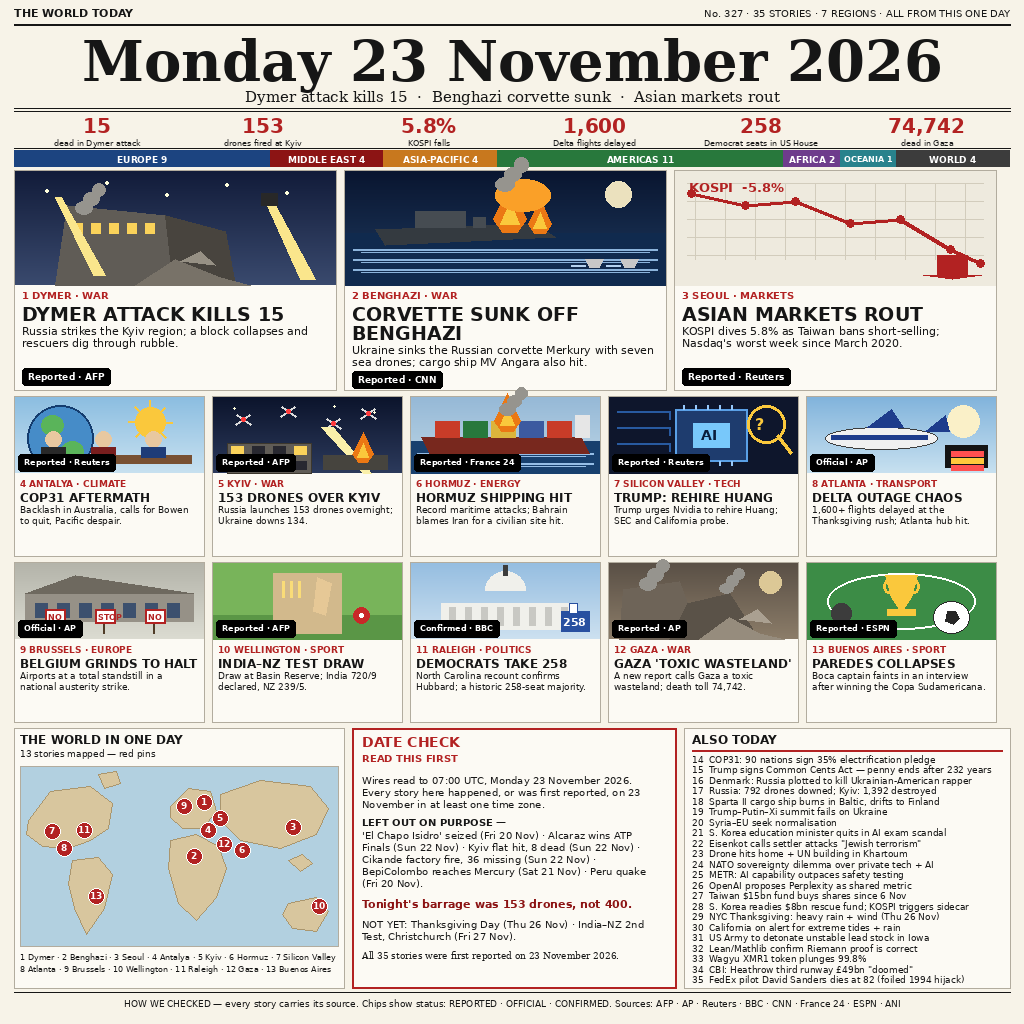 THE WORLD TODAY
No. 327 · 35 STORIES · 7 REGIONS · ALL FROM THIS ONE DAY
Monday 23 November 2026
Dymer attack kills 15 · Benghazi corvette sunk · Asian markets rout
15
dead in Dymer attack
153
drones fired at Kyiv
5.8%
KOSPI falls
1,600
Delta flights delayed
258
Democrat seats in US House
74,742
dead in Gaza
EUROPE 9
MIDDLE EAST 4
ASIA-PACIFIC 4
AMERICAS 11
AFRICA 2
OCEANIA 1
WORLD 4
1 DYMER · WAR
DYMER ATTACK KILLS 15
Russia strikes the Kyiv region; a block collapses and
rescuers dig through rubble.
Reported · AFP
2 BENGHAZI · WAR
CORVETTE SUNK OFF
BENGHAZI
Ukraine sinks the Russian corvette Merkury with seven
sea drones; cargo ship MV Angara also hit.
Reported · CNN
KOSPI -5.8%
3 SEOUL · MARKETS
ASIAN MARKETS ROUT
KOSPI dives 5.8% as Taiwan bans short-selling;
Nasdaq's worst week since March 2020.
Reported · Reuters
Reported · Reuters
4 ANTALYA · CLIMATE
COP31 AFTERMATH
Backlash in Australia, calls for Bowen
to quit, Pacific despair.
Reported · AFP
5 KYIV · WAR
153 DRONES OVER KYIV
Russia launches 153 drones overnight;
Ukraine downs 134.
Reported · France 24
6 HORMUZ · ENERGY
HORMUZ SHIPPING HIT
Record maritime attacks; Bahrain
blames Iran for a civilian site hit.
AI
?
Reported · Reuters
7 SILICON VALLEY · TECH
TRUMP: REHIRE HUANG
Trump urges Nvidia to rehire Huang;
SEC and California probe.
Official · AP
8 ATLANTA · TRANSPORT
DELTA OUTAGE CHAOS
1,600+ flights delayed at the
Thanksgiving rush; Atlanta hub hit.
NO
STOP
NO
Official · AP
9 BRUSSELS · EUROPE
BELGIUM GRINDS TO HALT
Airports at a total standstill in a
national austerity strike.
Reported · AFP
10 WELLINGTON · SPORT
INDIA–NZ TEST DRAW
Draw at Basin Reserve; India 720/9
declared, NZ 239/5.
258
Confirmed · BBC
11 RALEIGH · POLITICS
DEMOCRATS TAKE 258
North Carolina recount confirms
Hubbard; a historic 258-seat majority.
Reported · AP
12 GAZA · WAR
GAZA 'TOXIC WASTELAND'
A new report calls Gaza a toxic
wasteland; death toll 74,742.
Reported · ESPN
13 BUENOS AIRES · SPORT
PAREDES COLLAPSES
Boca captain faints in an interview
after winning the Copa Sudamericana.
THE WORLD IN ONE DAY
13 stories mapped — red pins
9
1
5
7
11
4
3
8
12
6
2
13
10
1 Dymer · 2 Benghazi · 3 Seoul · 4 Antalya · 5 Kyiv · 6 Hormuz · 7 Silicon Valley
8 Atlanta · 9 Brussels · 10 Wellington · 11 Raleigh · 12 Gaza · 13 Buenos Aires
DATE CHECK
READ THIS FIRST
Wires read to 07:00 UTC, Monday 23 November 2026.
Every story here happened, or was first reported, on 23
November in at least one time zone.
LEFT OUT ON PURPOSE —
'El Chapo Isidro' seized (Fri 20 Nov) · Alcaraz wins ATP
Finals (Sun 22 Nov) · Kyiv flat hit, 8 dead (Sun 22 Nov) ·
Cikande factory fire, 36 missing (Sun 22 Nov) ·
BepiColombo reaches Mercury (Sat 21 Nov) · Peru quake
(Fri 20 Nov).
Tonight's barrage was 153 drones, not 400.
NOT YET: Thanksgiving Day (Thu 26 Nov) · India–NZ 2nd
Test, Christchurch (Fri 27 Nov).
All 35 stories were first reported on 23 November 2026.
ALSO TODAY
14 COP31: 90 nations sign 35% electrification pledge
15 Trump signs Common Cents Act — penny ends after 232 years
16 Denmark: Russia plotted to kill Ukrainian-American rapper
17 Russia: 792 drones downed; Kyiv: 1,392 destroyed
18 Sparta II cargo ship burns in Baltic, drifts to Finland
19 Trump–Putin–Xi summit fails on Ukraine
20 Syria–EU seek normalisation
21 S. Korea education minister quits in AI exam scandal
22 Eisenkot calls settler attacks "Jewish terrorism"
23 Drone hits home + UN building in Khartoum
24 NATO sovereignty dilemma over private tech + AI
25 METR: AI capability outpaces safety testing
26 OpenAI proposes Perplexity as shared metric
27 Taiwan $15bn fund buys shares since 6 Nov
28 S. Korea readies $8bn rescue fund; KOSPI triggers sidecar
29 NYC Thanksgiving: heavy rain + wind (Thu 26 Nov)
30 California on alert for extreme tides + rain
31 US Army to detonate unstable lead stock in Iowa
32 Lean/Mathlib confirm Riemann proof is correct
33 Wagyu XMR1 token plunges 99.8%
34 CBI: Heathrow third runway £49bn "doomed"
35 FedEx pilot David Sanders dies at 82 (foiled 1994 hijack)
HOW WE CHECKED — every story carries its source. Chips show status: REPORTED · OFFICIAL · CONFIRMED. Sources: AFP · AP · Reuters · BBC · CNN · France 24 · ESPN · ANI